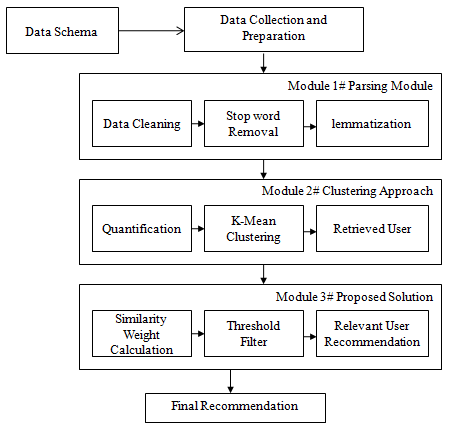 Data Schema
Data Collection and
Preparation
Module 1# Parsing Module
Data Cleaning
Stop word
Removal
lemmatization
Module 2# Clustering Approach
Quantification
K-Mean
Clustering
Retrieved User
Module 3# Proposed Solution
Similarity
Weight
Calculation
Threshold
Filter
Relevant User
Recommendation
Final Recommendation